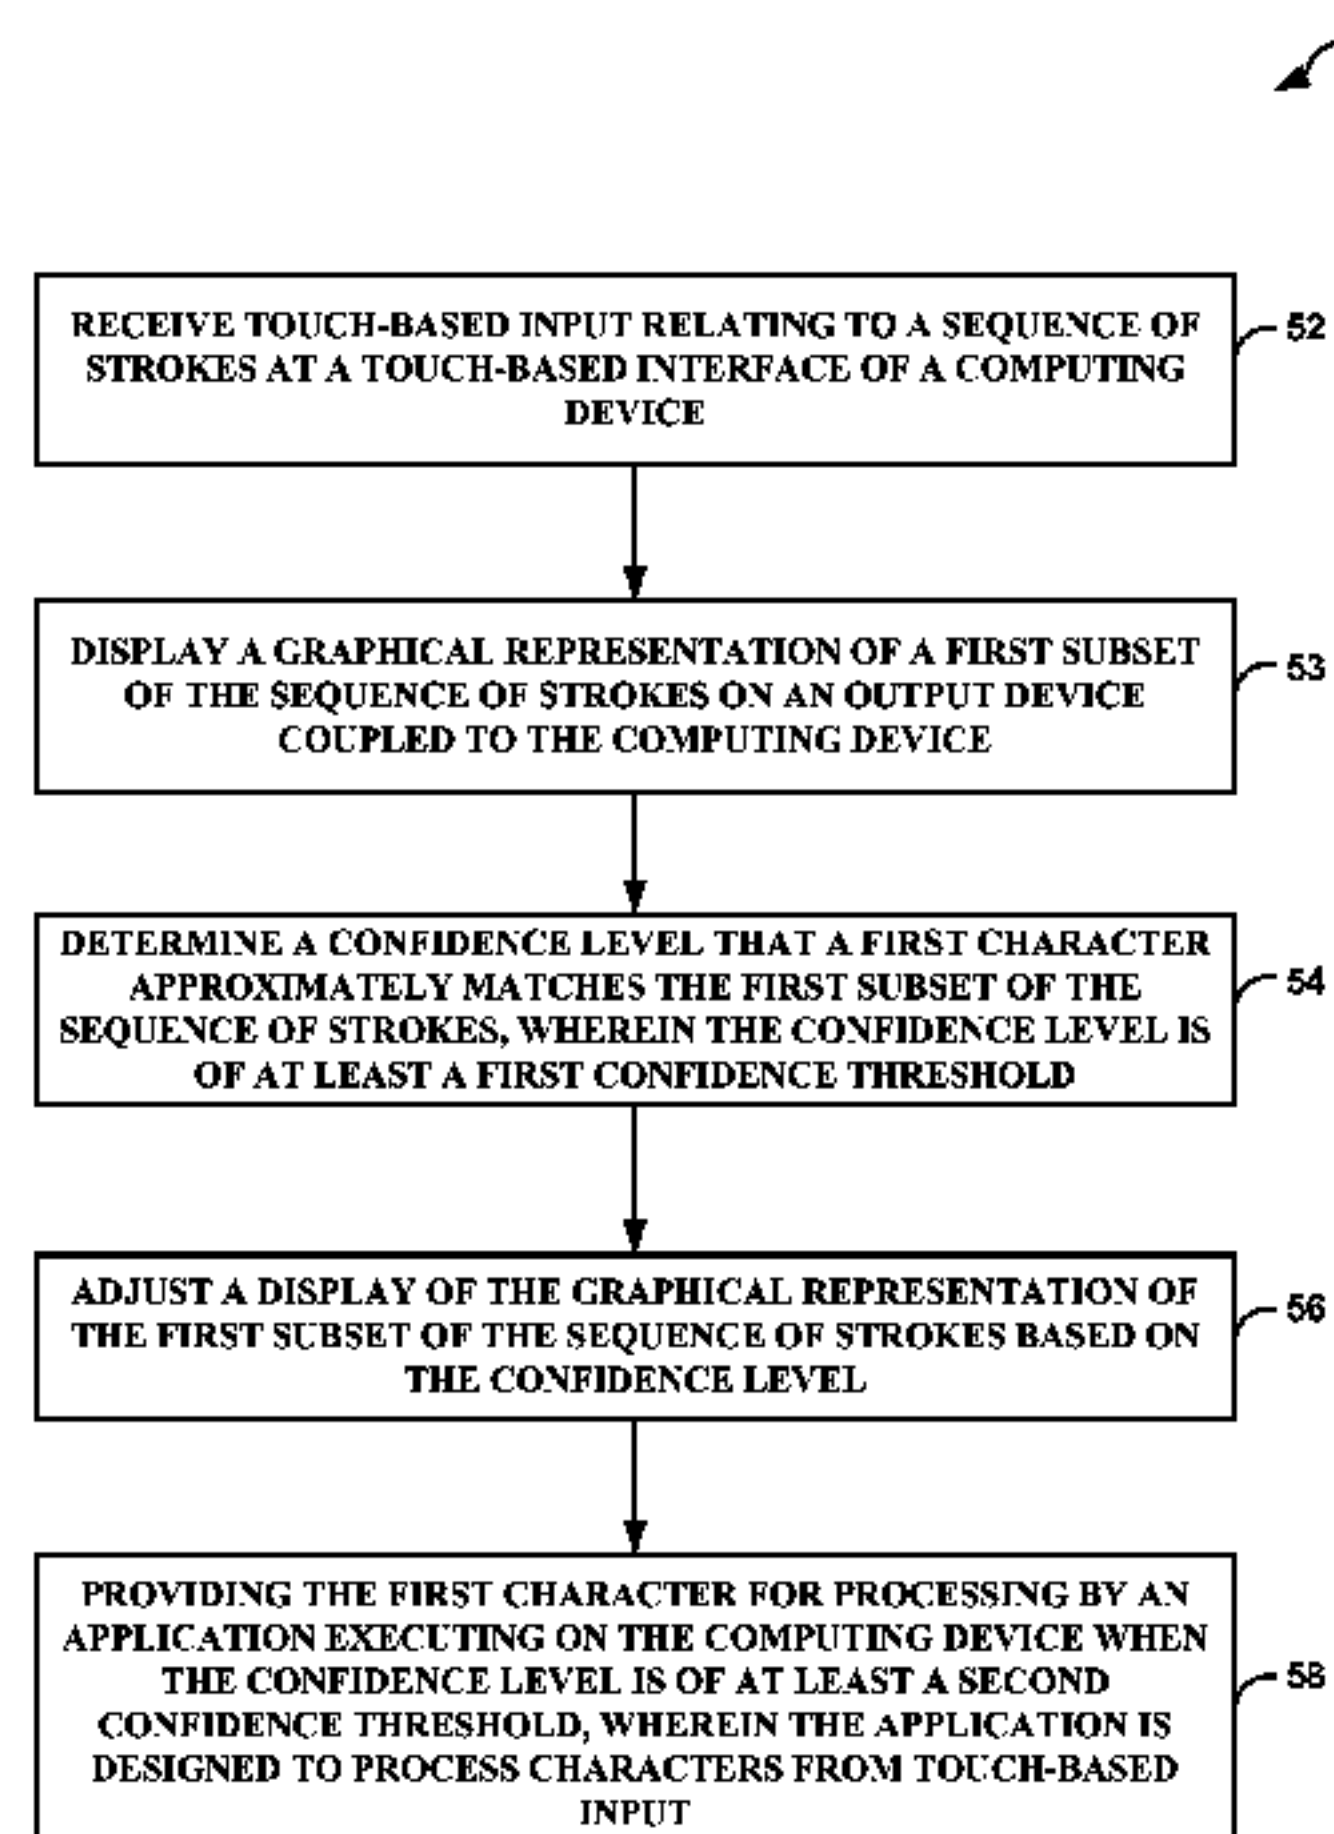 RECEIVE TOUCH-BASED INPUT RELATING TO A SEQUENCE OF
STROKES AT A TOUCH-BASED INTERFACE OF A COMPUTING
DEVICE
52
DISPLAY A GRAPHICAL REPRESENTATION OF A FIRST SUBSET
OF THE SEQUENCE OF STROKES ON AN OUTPUT DEVICE
COUPLED TO THE COMPUTING DEVICE
53
DETERMINE A CONFIDENCE LEVEL THAT A FIRST CHARACTER
APPROXIMATELY MATCHES THE FIRST SUBSET OF THE
SEQUENCE OF STROKES, WHEREIN THE CONFIDENCE LEVEL IS
OF AT LEAST A FIRST CONFIDENCE THRESHOLD
54
ADJUST A DISPLAY OF THE GRAPHICAL REPRESENTATION OF
THE FIRST SUBSET OF THE SEQUENCE OF STROKES BASED ON
THE CONFIDENCE LEVEL
56
PROVIDING THE FIRST CHARACTER FOR PROCESSING BY AN
APPLICATION EXECUTING ON THE COMPUTING DEVICE WHEN
THE CONFIDENCE LEVEL IS OF AT LEAST A SECOND
CONFIDENCE THRESHOLD, WHEREIN THE APPLICATION IS
DESIGNED TO PROCESS CHARACTERS FROM TOUCH-BASED
INPUT
58